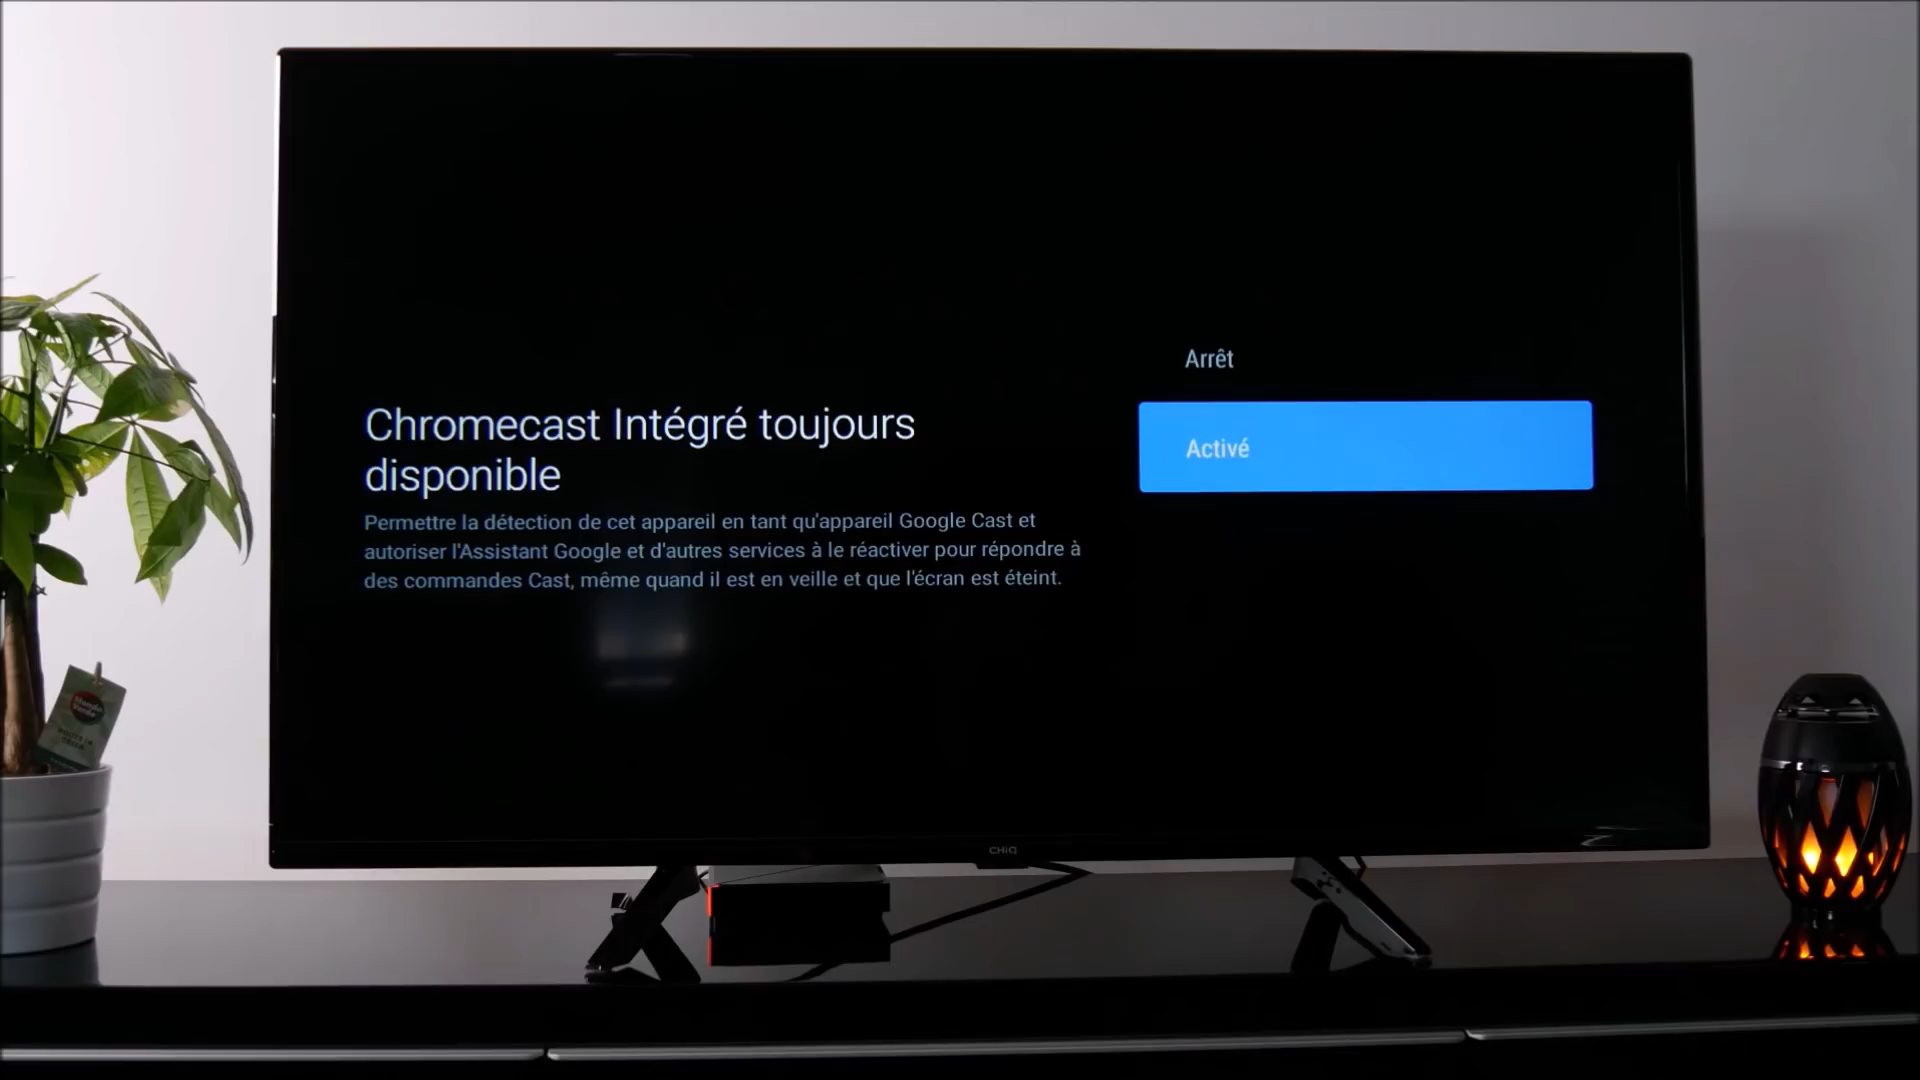 Arrêt
Chromecast Intégré toujours
disponible
Activé
Permettre la détection de cet appareil en tant qu'appareil Google Cast et
autoriser l'Assistant Google et d'autres services à le réactiver pour répondre à
des commandes Cast, même quand il est en veille et que l'écran est éteint.
CHiQ